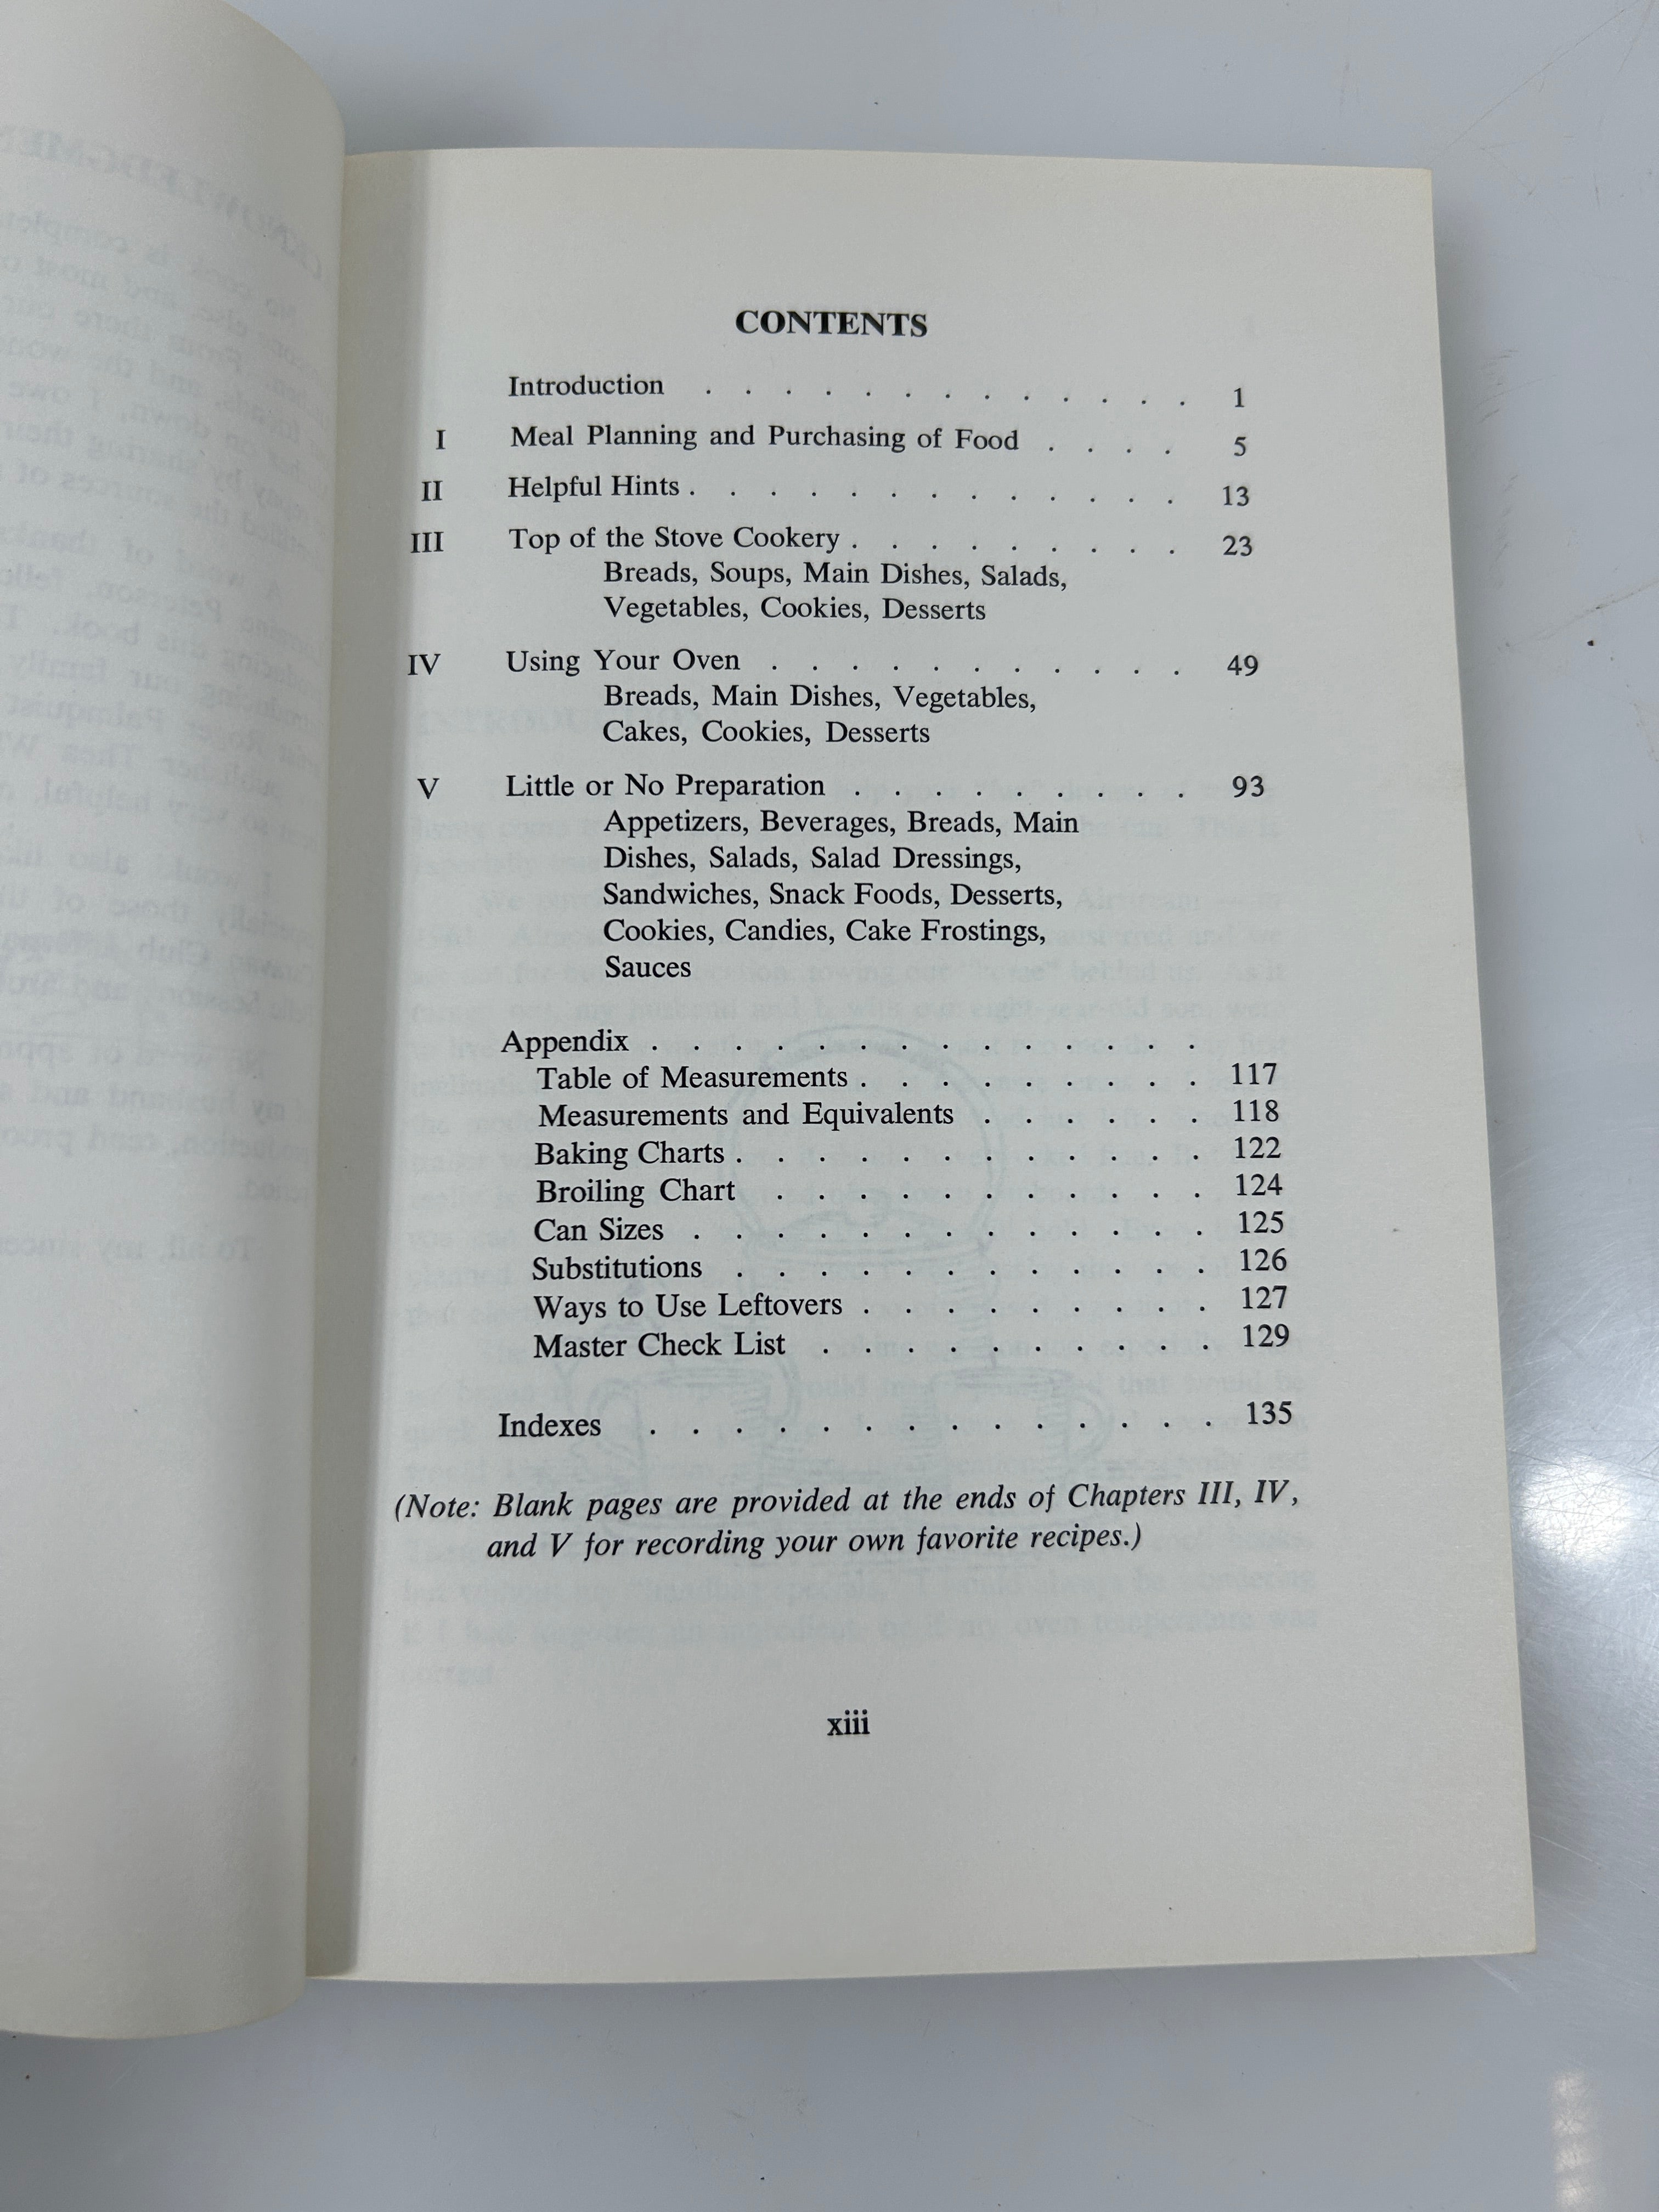 CONTENTS
Introduction . . . . . . . . . . . . . 1
I Meal Planning and Purchasing of Food . . . . 5
II Helpful Hints . . . . . . . . . . . . . 13
III Top of the Stove Cookery . . . . . . . . . 23
Breads, Soups, Main Dishes, Salads,
Vegetables, Cookies, Desserts
IV Using Your Oven . . . . . . . . . . . 49
Breads, Main Dishes, Vegetables,
Cakes, Cookies, Desserts
V Little or No Preparation . . . . . . . . . 93
Appetizers, Beverages, Breads, Main
Dishes, Salads, Salad Dressings,
Sandwiches, Snack Foods, Desserts,
Cookies, Candies, Cake Frostings,
Sauces
Appendix . . . . . . . . . . . . . .
Table of Measurements . . . . . . . . . 117
Measurements and Equivalents . . . . . . 118
Baking Charts . . . . . . . . . . . . 122
Broiling Chart . . . . . . . . . . . 124
Can Sizes . . . . . . . . . . . . . 125
Substitutions . . . . . . . . . . . . 126
Ways to Use Leftovers . . . . . . . . . 127
Master Check List . . . . . . . . . . 129
Indexes . . . . . . . . . . . . . . 135
(Note: Blank pages are provided at the ends of Chapters III, IV,
and V for recording your own favorite recipes.)
xiii